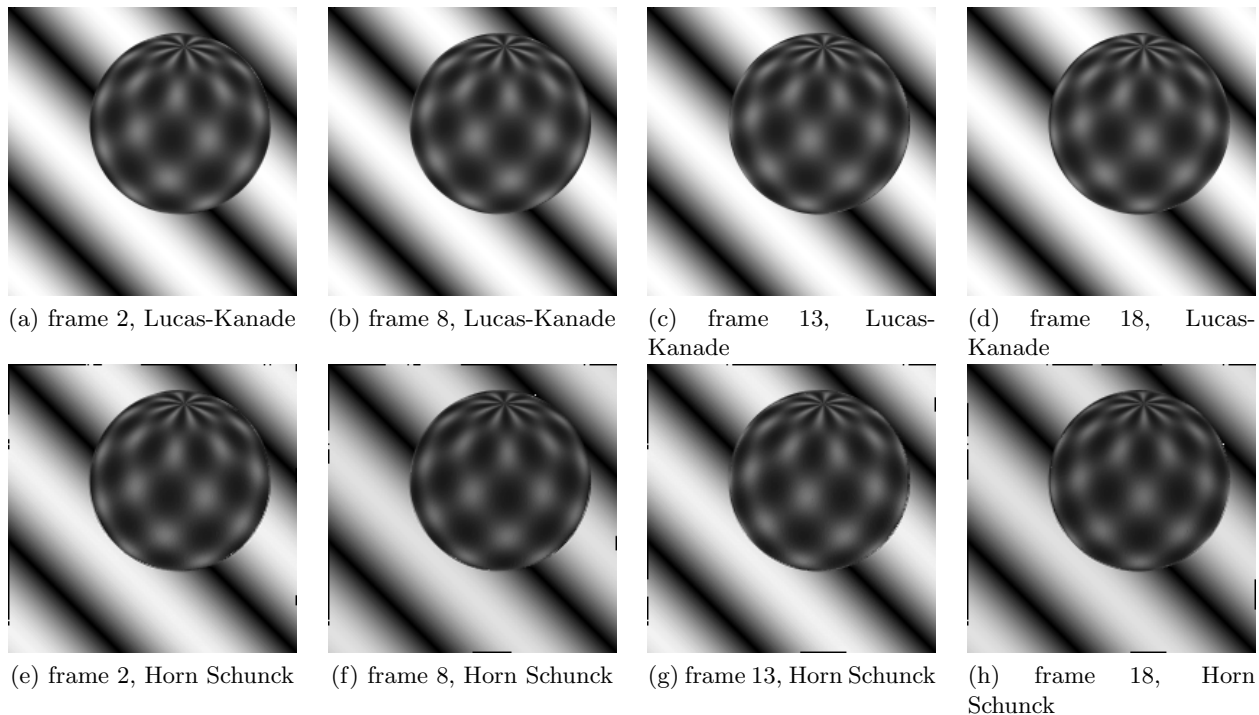 (a) frame 2, Lucas-Kanade
(b) frame 8, Lucas-Kanade
(c) frame 13, Lucas-
Kanade
(d) frame 18, Lucas-
Kanade
(e) frame 2, Horn Schunck
(f) frame 8, Horn Schunck
(g) frame 13, Horn Schunck
(h) frame 18, Horn
Schunck